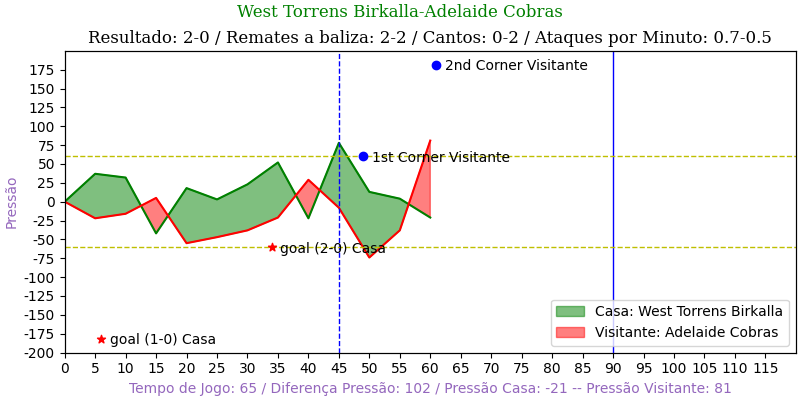 West Torrens Birkalla-Adelaide Cobras
Resultado: 2-0 / Remates a baliza: 2-2 / Cantos: 0-2 / Ataques por Minuto: 0.7-0.5
175
2nd Corner Visitante
150
125
100
75
1st Corner Visitante
50
25
0
Pressão
-25
-50
goal (2-0) Casa
-75
-100
-125
-150
Casa: West Torrens Birkalla
-175
Visitante: Adelaide Cobras
goal (1-0) Casa
-200
0 5 10 15 20 25 30 35 40 45 50 55 60 65 70 75 80 85 90 95 100 105 110 115
Tempo de Jogo: 65 / Diferença Pressão: 102 / Pressão Casa: -21 -- Pressão Visitante: 81